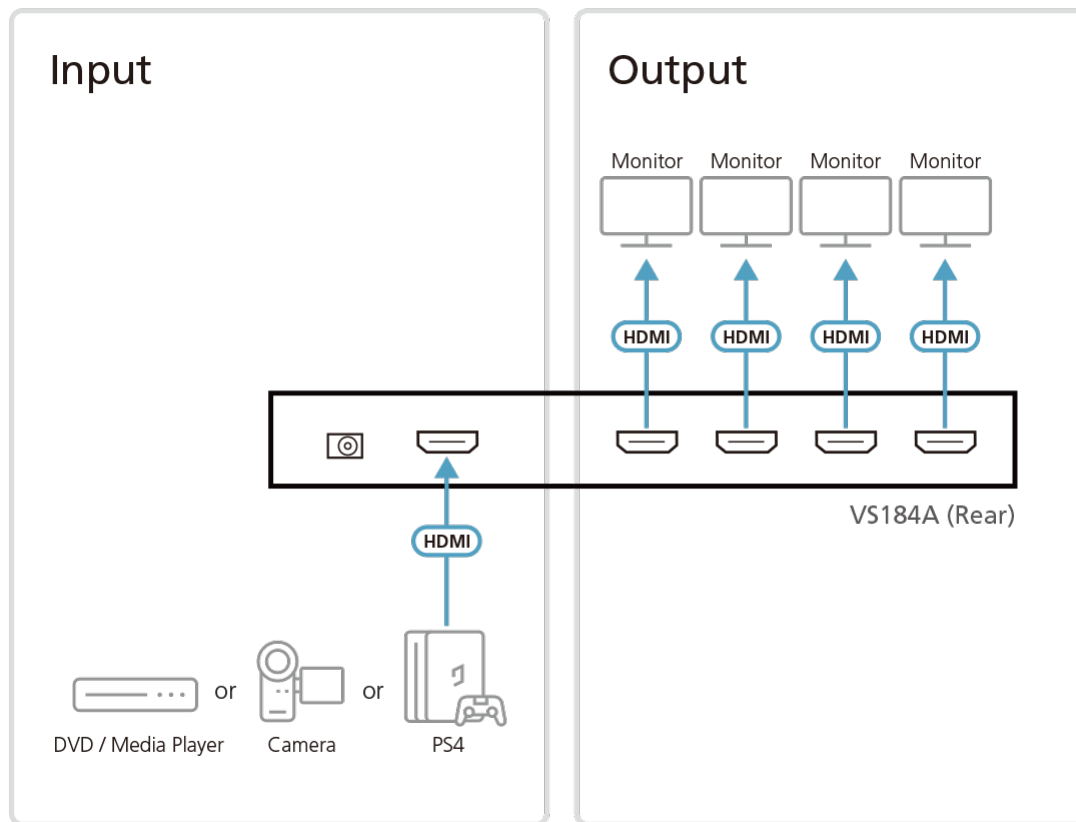 Input
Output
Monitor Monitor Monitor Monitor
HDMI HDMI HDMI HDMI
VS184A (Rear)
HDMI
or or
DVD / Media Player Camera PS4